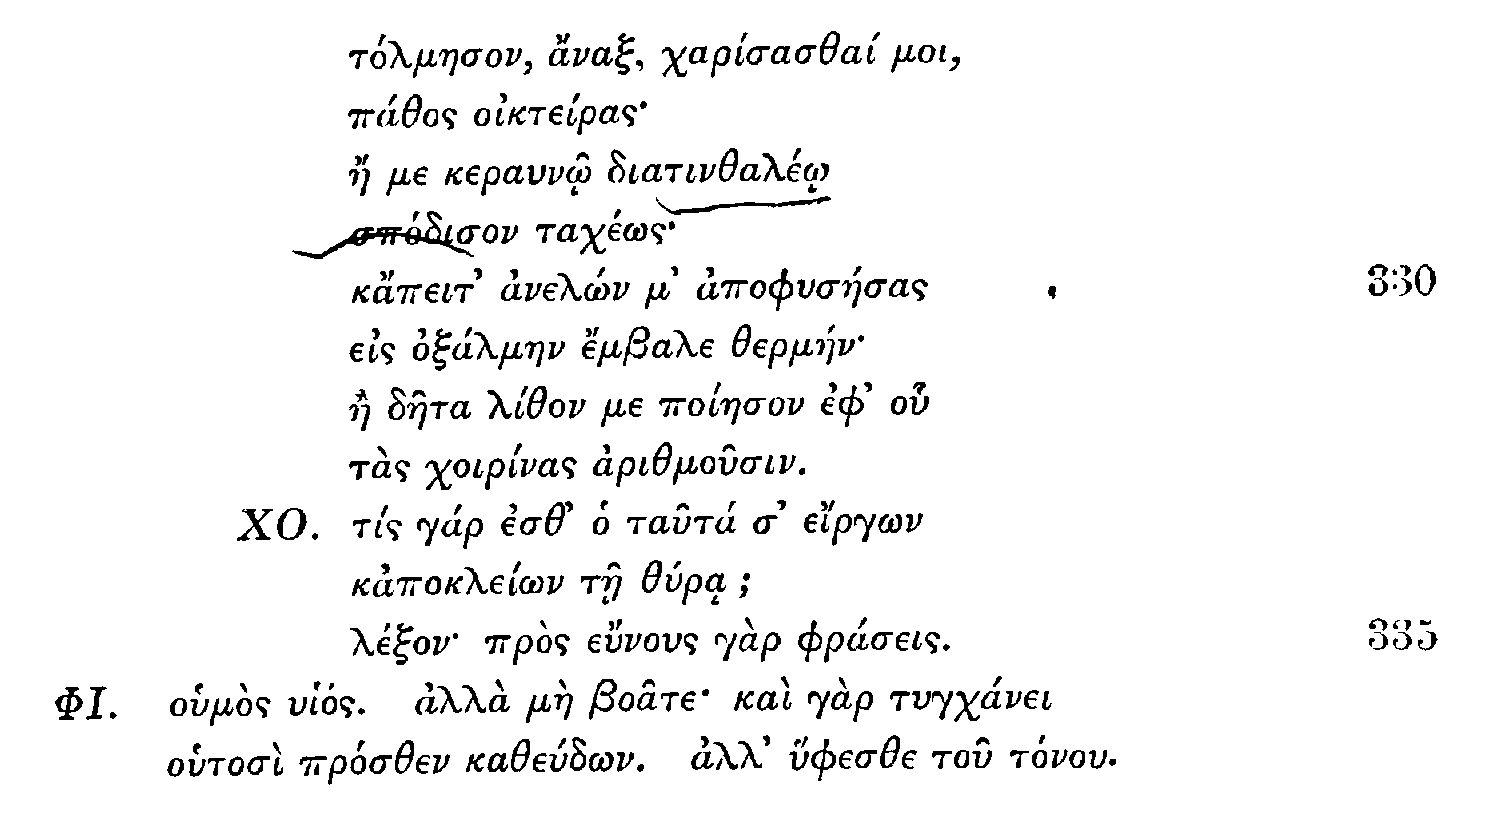 τόλμησον, ἄναξ, χαρίσασθαί μοι,
πάθος οἰκτείρας·
ἤ με κεραυνῷ διατινθαλέῳ
σπόδισον ταχέως·
κἄπειτ’ ἀνελών μ’ ἀποφυσήσας 330
εἰς ὀξάλμην ἔμβαλε θερμήν·
ἢ δῆτα λίθον με ποίησον ἐφ’ οὗ
τὰς χοιρίνας ἀριθμοῦσιν.
ΧΟ. τίς γάρ ἐσθ’ ὁ ταῦτά σ’ εἴργων
κἀποκλείων τῇ θύρᾳ ;
λέξον· πρὸς εὔνους γὰρ φράσεις. 335
ΦΙ. οὑμὸς υἱός. ἀλλὰ μὴ βοᾶτε· καὶ γὰρ τυγχάνει
οὑτοσὶ πρόσθεν καθεύδων. ἀλλ’ ὕφεσθε τοῦ τόνου.